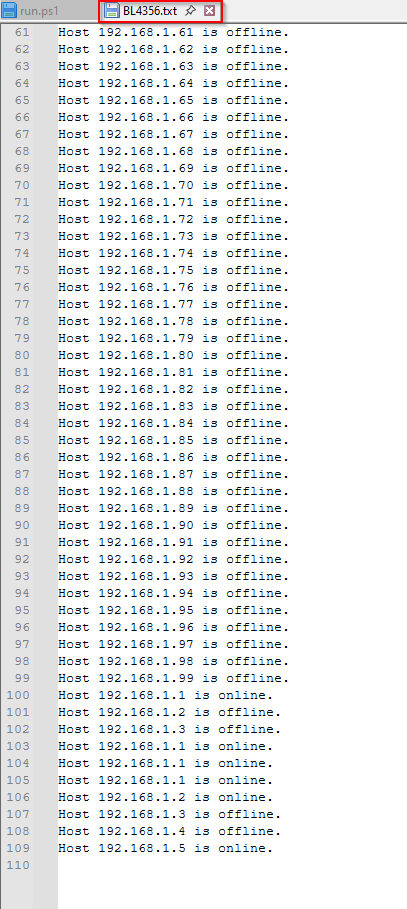 run.ps1 BL4356.txt
61 Host 192.168.1.61 is offline.
62 Host 192.168.1.62 is offline.
63 Host 192.168.1.63 is offline.
64 Host 192.168.1.64 is offline.
65 Host 192.168.1.65 is offline.
66 Host 192.168.1.66 is offline.
67 Host 192.168.1.67 is offline.
68 Host 192.168.1.68 is offline.
69 Host 192.168.1.69 is offline.
70 Host 192.168.1.70 is offline.
71 Host 192.168.1.71 is offline.
72 Host 192.168.1.72 is offline.
73 Host 192.168.1.73 is offline.
74 Host 192.168.1.74 is offline.
75 Host 192.168.1.75 is offline.
76 Host 192.168.1.76 is offline.
77 Host 192.168.1.77 is offline.
78 Host 192.168.1.78 is offline.
79 Host 192.168.1.79 is offline.
80 Host 192.168.1.80 is offline.
81 Host 192.168.1.81 is offline.
82 Host 192.168.1.82 is offline.
83 Host 192.168.1.83 is offline.
84 Host 192.168.1.84 is offline.
85 Host 192.168.1.85 is offline.
86 Host 192.168.1.86 is offline.
87 Host 192.168.1.87 is offline.
88 Host 192.168.1.88 is offline.
89 Host 192.168.1.89 is offline.
90 Host 192.168.1.90 is offline.
91 Host 192.168.1.91 is offline.
92 Host 192.168.1.92 is offline.
93 Host 192.168.1.93 is offline.
94 Host 192.168.1.94 is offline.
95 Host 192.168.1.95 is offline.
96 Host 192.168.1.96 is offline.
97 Host 192.168.1.97 is offline.
98 Host 192.168.1.98 is offline.
99 Host 192.168.1.99 is offline.
100 Host 192.168.1.1 is online.
101 Host 192.168.1.2 is offline.
102 Host 192.168.1.3 is offline.
103 Host 192.168.1.1 is online.
104 Host 192.168.1.1 is online.
105 Host 192.168.1.1 is online.
106 Host 192.168.1.2 is online.
107 Host 192.168.1.3 is offline.
108 Host 192.168.1.4 is offline.
109 Host 192.168.1.5 is online.
110